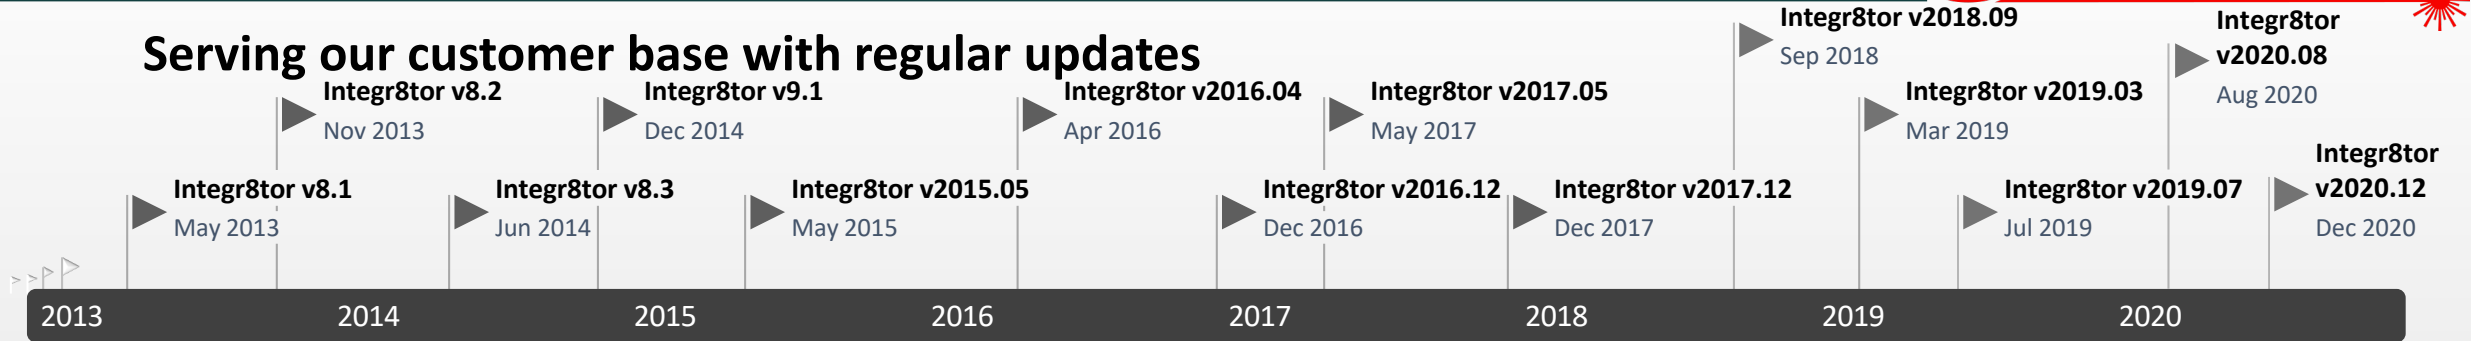 Serving our customer base with regular updates
Integr8tor v2018.09
Sep 2018
Integr8tor
v2020.08
Aug 2020
Integr8tor v8.2
Nov 2013
Integr8tor v9.1
Dec 2014
Integr8tor v2016.04
Apr 2016
Integr8tor v2017.05
May 2017
Integr8tor v2019.03
Mar 2019
Integr8tor v8.1
May 2013
Integr8tor v8.3
Jun 2014
Integr8tor v2015.05
May 2015
Integr8tor v2016.12
Dec 2016
Integr8tor v2017.12
Dec 2017
Integr8tor v2019.07
Jul 2019
Integr8tor
v2020.12
Dec 2020
2013 2014 2015 2016 2017 2018 2019 2020